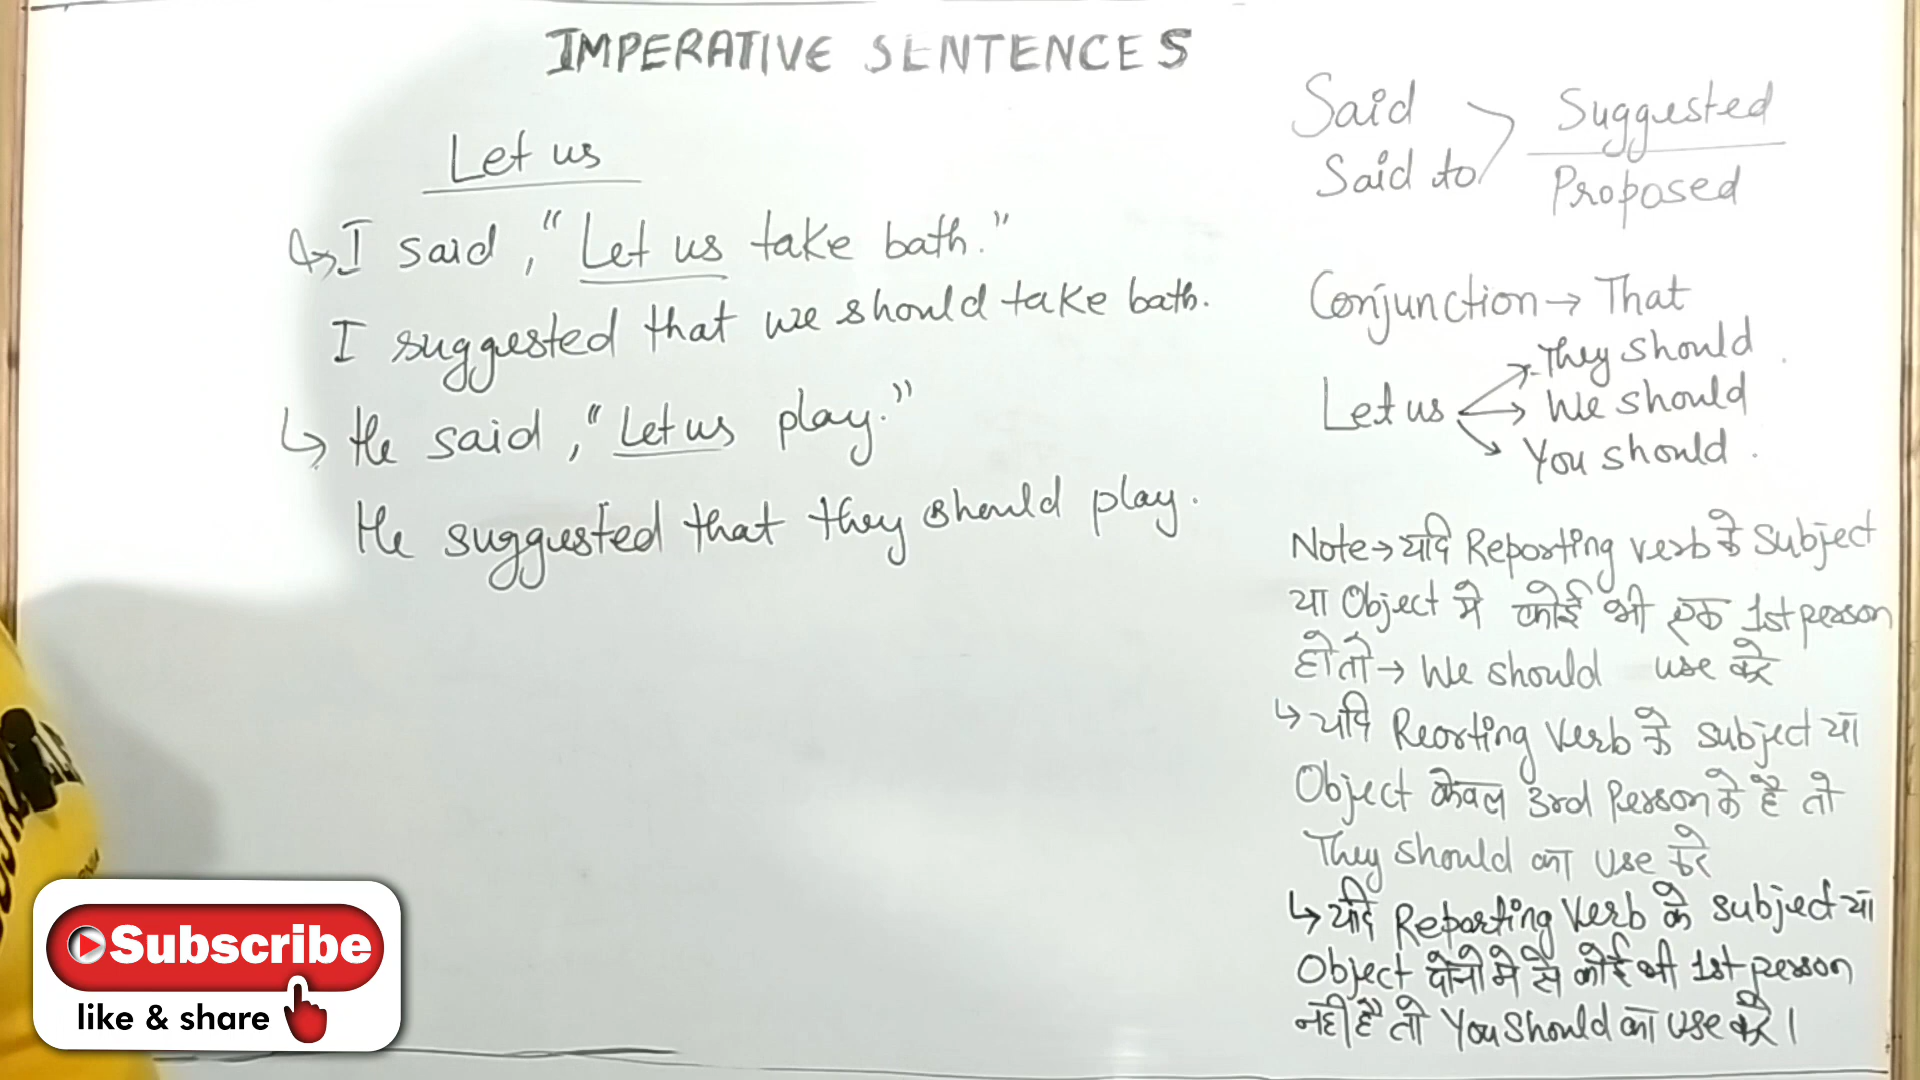 IMPERATIVE SENTENCES
Let us
↳ I said, "Let us take bath."
I suggested that we should take bath.
↳ He said, "Let us play."
He suggested that they should play.
Said
Said to
Suggested
Proposed
Conjunction → That
Let us
They should
We should
You should.
Note → यदि Reporting verb के Subject
या Object मे कोई भी एक 1st person
हो तो → We should use करे
↳ यदि Reorting Verb के subject या
Object केवल 3rd Person के है तो
They should का use करे
↳ यदि Reporting Verb के subject या
Object दोनो मे से कोई भी 1st person
नही है तो You should का use करे।
Subscribe
like & share